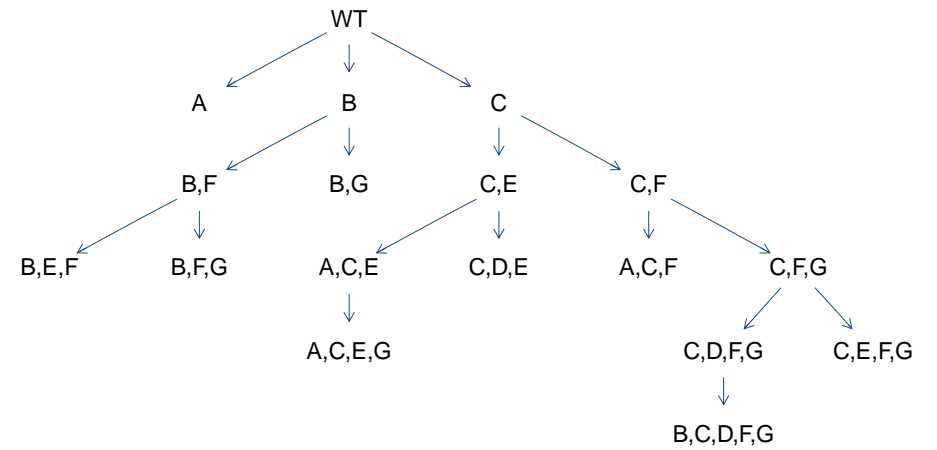 WT
A B C
B,F B,G C,E C,F
B,E,F B,F,G A,C,E C,D,E A,C,F C,F,G
A,C,E,G C,D,F,G C,E,F,G
B,C,D,F,G